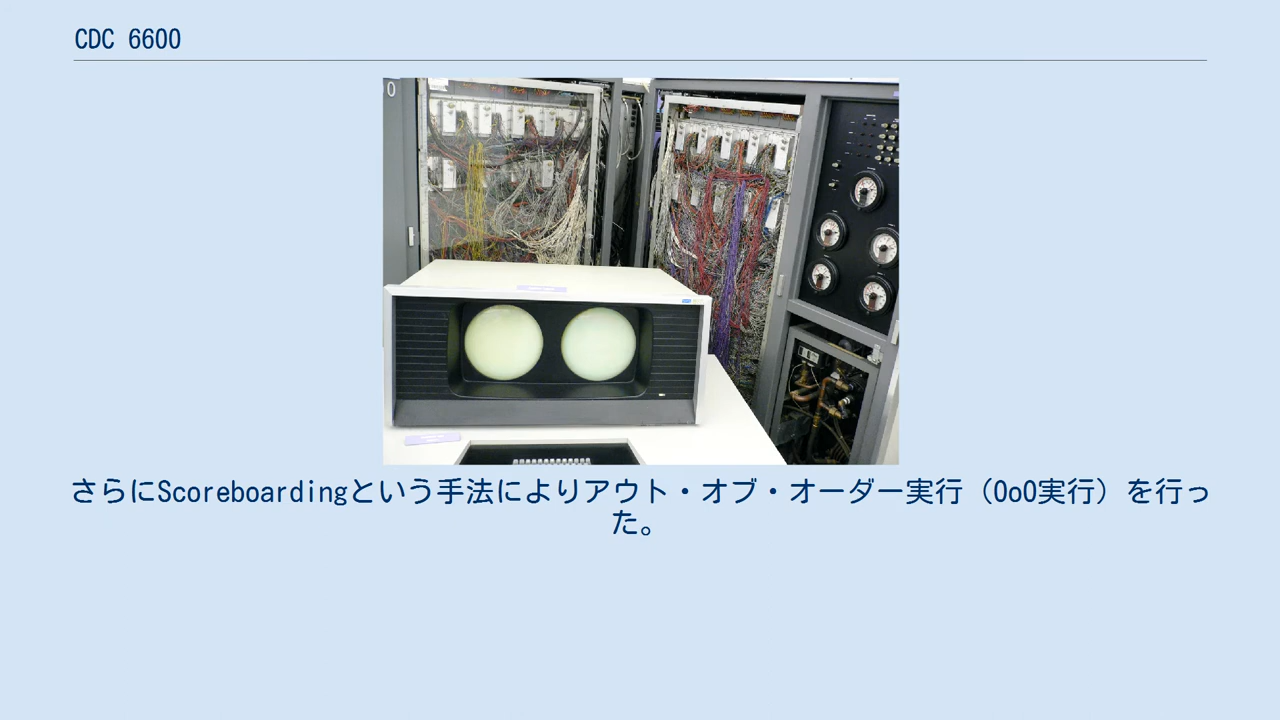 CDC 6600
0
さらにScoreboardingという手法によりアウト・オブ・オーダー実行（OoO実行）を行っ
た。